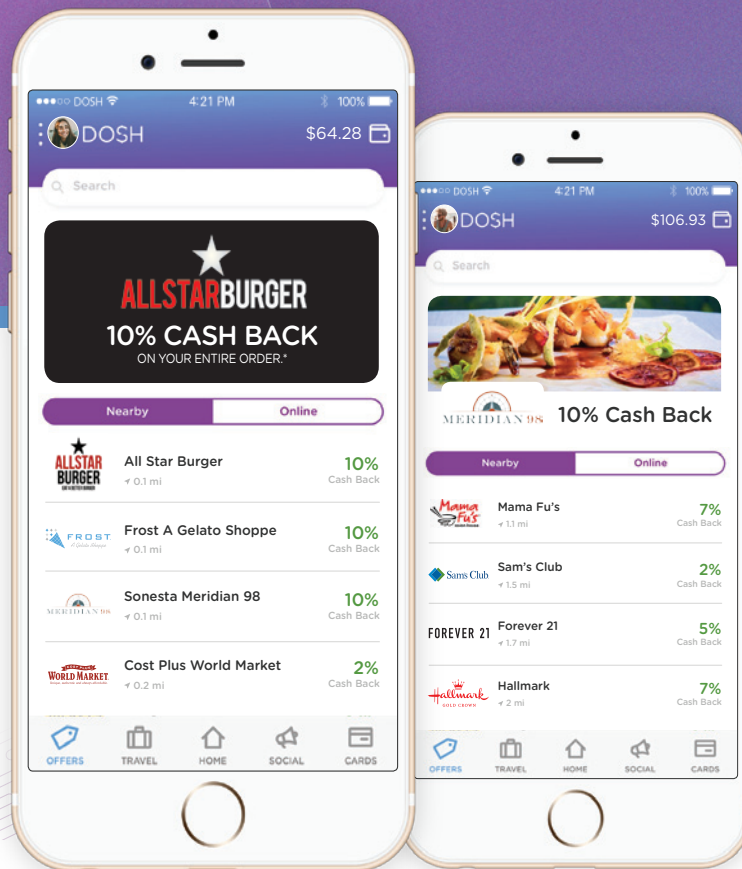 DOSH
4:21 PM
100%
DOSH
$64.28
Search
ALLSTARBURGER
10% CASH BACK
ON YOUR ENTIRE ORDER.*
Nearby
Online
ALLSTAR
BURGER
All Star Burger
0.1 mi
10%
Cash Back
FROST
A Gelato Shoppe
Frost A Gelato Shoppe
0.1 mi
10%
Cash Back
MERIDIAN 98
Sonesta Meridian 98
0.1 mi
10%
Cash Back
WORLD MARKET
Cost Plus World Market
0.2 mi
2%
Cash Back
OFFERS
TRAVEL
HOME
SOCIAL
CARDS
DOSH
4:21 PM
100%
DOSH
$106.93
Search
MERIDIAN 98
10% Cash Back
Nearby
Online
Mama
Fu's
Mama Fu's
1.1 mi
7%
Cash Back
Sam's Club
Sam's Club
1.5 mi
2%
Cash Back
FOREVER 21
Forever 21
1.7 mi
5%
Cash Back
Hallmark
GOLD CROWN
Hallmark
2 mi
7%
Cash Back
OFFERS
TRAVEL
HOME
SOCIAL
CARDS